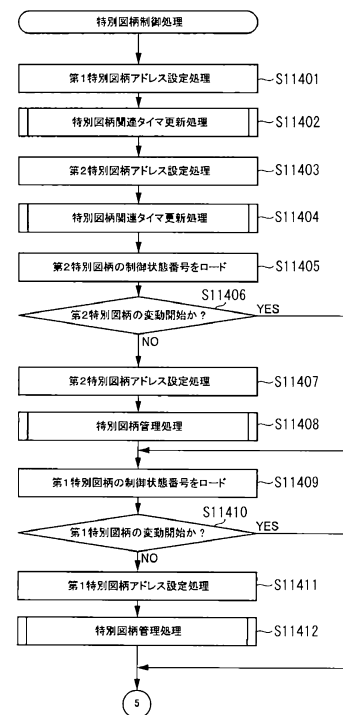 特別図柄制御処理
第1特別図柄アドレス設定処理 S11401
特別図柄関連タイマ更新処理 S11402
第2特別図柄アドレス設定処理 S11403
特別図柄関連タイマ更新処理 S11404
第2特別図柄の制御状態番号をロード S11405
S11406
第2特別図柄の変動開始か? YES
NO
第2特別図柄アドレス設定処理 S11407
特別図柄管理処理 S11408
第1特別図柄の制御状態番号をロード S11409
S11410
第1特別図柄の変動開始か? YES
NO
第1特別図柄アドレス設定処理 S11411
特別図柄管理処理 S11412
5